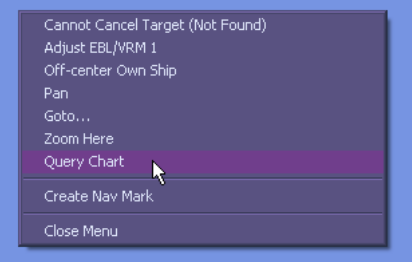 Cannot Cancel Target (Not Found)
Adjust EBL/VRM 1
Off-center Own Ship
Pan
Goto...
Zoom Here
Query Chart
Create Nav Mark
Close Menu